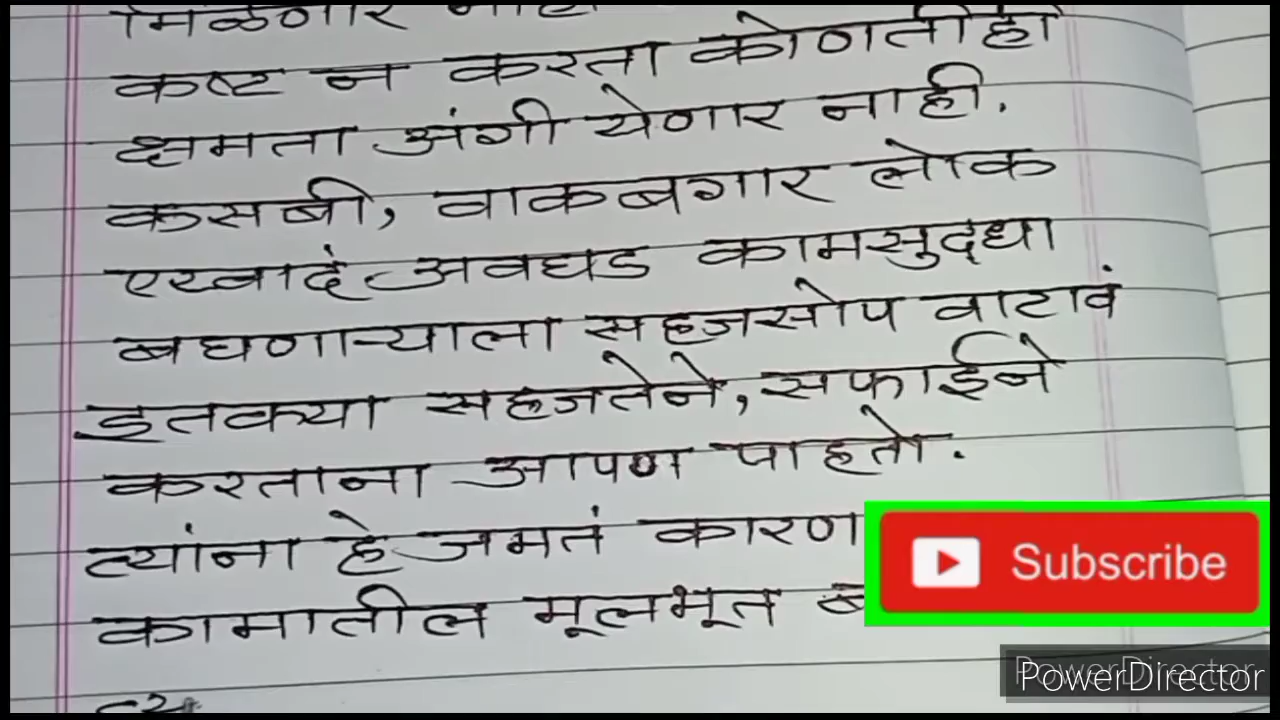 मिळणार नाही
कष्ट न करता कोणतीही
क्षमता अंगी येणार नाही.
कसबी, वाकबगार लोक
एखादं अवघड कामसुद्धा
बघणाऱ्याला सहजसोप वाटावं
इतक्या सहजतेने, सफाईने
करताना आपण पाहतो.
त्यांना हे जमतं कारण
कामातील मूलभूत
Subscribe
PowerDirector